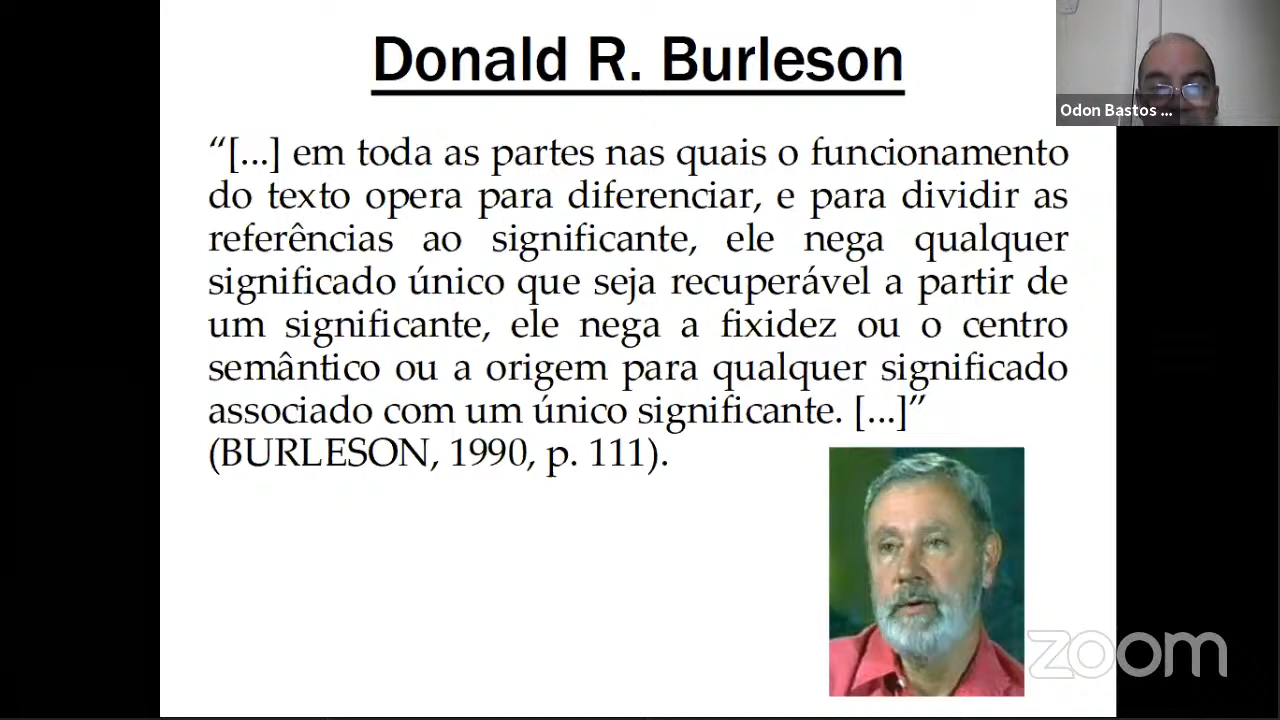 Donald R. Burleson
Odon Bastos ...
“[...] em toda as partes nas quais o funcionamento
do texto opera para diferenciar, e para dividir as
referências ao significante, ele nega qualquer
significado único que seja recuperável a partir de
um significante, ele nega a fixidez ou o centro
semântico ou a origem para qualquer significado
associado com um único significante. [...]”
(BURLESON, 1990, p. 111).
zoom